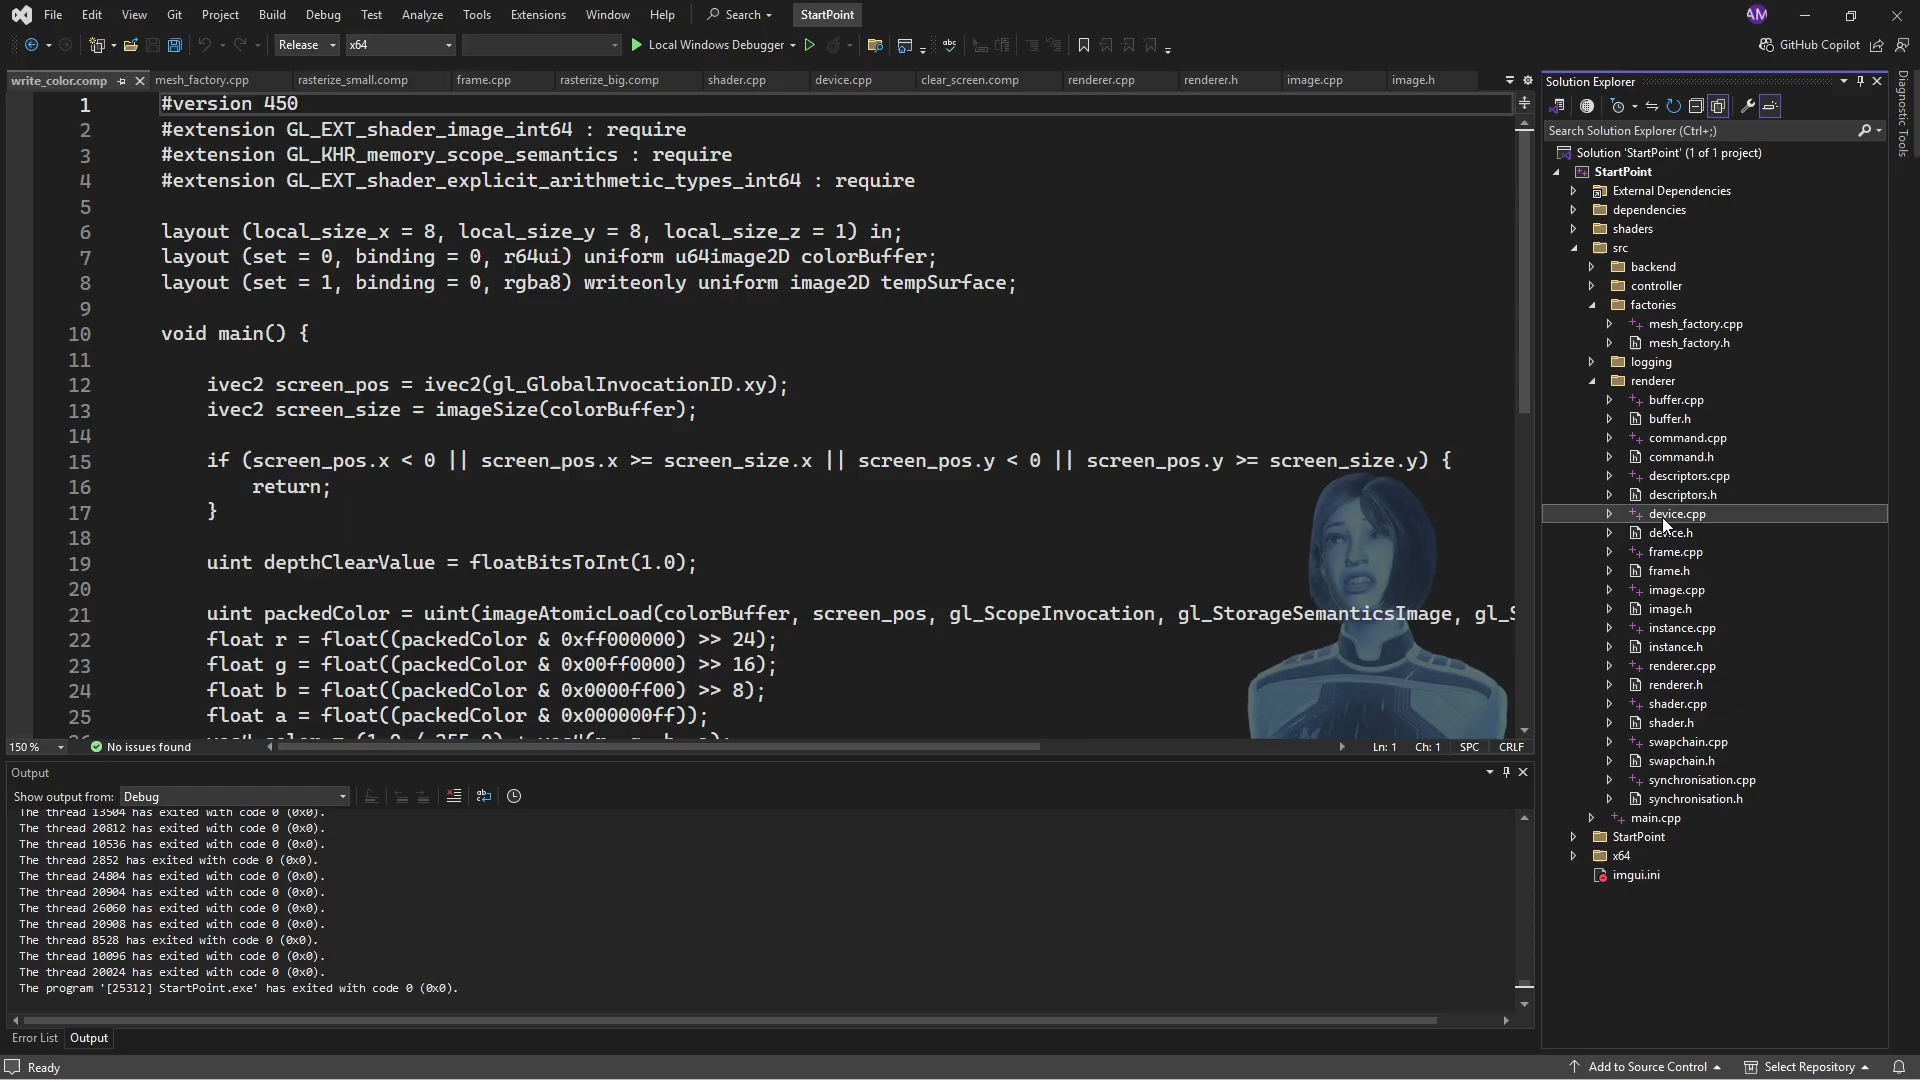 File Edit View Git Project Build Debug Test Analyze Tools Extensions Window Help Search StartPoint AM
Release x64 Local Windows Debugger GitHub Copilot
write_color.comp mesh_factory.cpp rasterize_small.comp frame.cpp rasterize_big.comp shader.cpp device.cpp clear_screen.comp renderer.cpp renderer.h image.cpp image.h
1 #version 450
2 #extension GL_EXT_shader_image_int64 : require
3 #extension GL_KHR_memory_scope_semantics : require
4 #extension GL_EXT_shader_explicit_arithmetic_types_int64 : require
5
6 layout (local_size_x = 8, local_size_y = 8, local_size_z = 1) in;
7 layout (set = 0, binding = 0, r64ui) uniform u64image2D colorBuffer;
8 layout (set = 1, binding = 0, rgba8) writeonly uniform image2D tempSurface;
9
10 void main() {
11
12 ivec2 screen_pos = ivec2(gl_GlobalInvocationID.xy);
13 ivec2 screen_size = imageSize(colorBuffer);
14
15 if (screen_pos.x < 0 || screen_pos.x >= screen_size.x || screen_pos.y < 0 || screen_pos.y >= screen_size.y) {
16 return;
17 }
18
19 uint depthClearValue = floatBitsToInt(1.0);
20
21 uint packedColor = uint(imageAtomicLoad(colorBuffer, screen_pos, gl_ScopeInvocation, gl_StorageSemanticsImage, gl_S
22 float r = float((packedColor & 0xff000000) >> 24);
23 float g = float((packedColor & 0x00ff0000) >> 16);
24 float b = float((packedColor & 0x0000ff00) >> 8);
25 float a = float((packedColor & 0x000000ff));
150 % No issues found Ln: 1 Ch: 1 SPC CRLF
Output
Show output from: Debug
The thread 13504 has exited with code 0 (0x0).
The thread 20812 has exited with code 0 (0x0).
The thread 10536 has exited with code 0 (0x0).
The thread 2852 has exited with code 0 (0x0).
The thread 24804 has exited with code 0 (0x0).
The thread 20904 has exited with code 0 (0x0).
The thread 26060 has exited with code 0 (0x0).
The thread 20908 has exited with code 0 (0x0).
The thread 8528 has exited with code 0 (0x0).
The thread 10096 has exited with code 0 (0x0).
The thread 20024 has exited with code 0 (0x0).
The program '[25312] StartPoint.exe' has exited with code 0 (0x0).
Error List Output
Solution Explorer
Search Solution Explorer (Ctrl+;)
Solution 'StartPoint' (1 of 1 project)
StartPoint
External Dependencies
dependencies
shaders
src
backend
controller
factories
mesh_factory.cpp
mesh_factory.h
logging
renderer
buffer.cpp
buffer.h
command.cpp
command.h
descriptors.cpp
descriptors.h
device.cpp
device.h
frame.cpp
frame.h
image.cpp
image.h
instance.cpp
instance.h
renderer.cpp
renderer.h
shader.cpp
shader.h
swapchain.cpp
swapchain.h
synchronisation.cpp
synchronisation.h
main.cpp
StartPoint
x64
imgui.ini
Diagnostic Tools
Ready Add to Source Control Select Repository